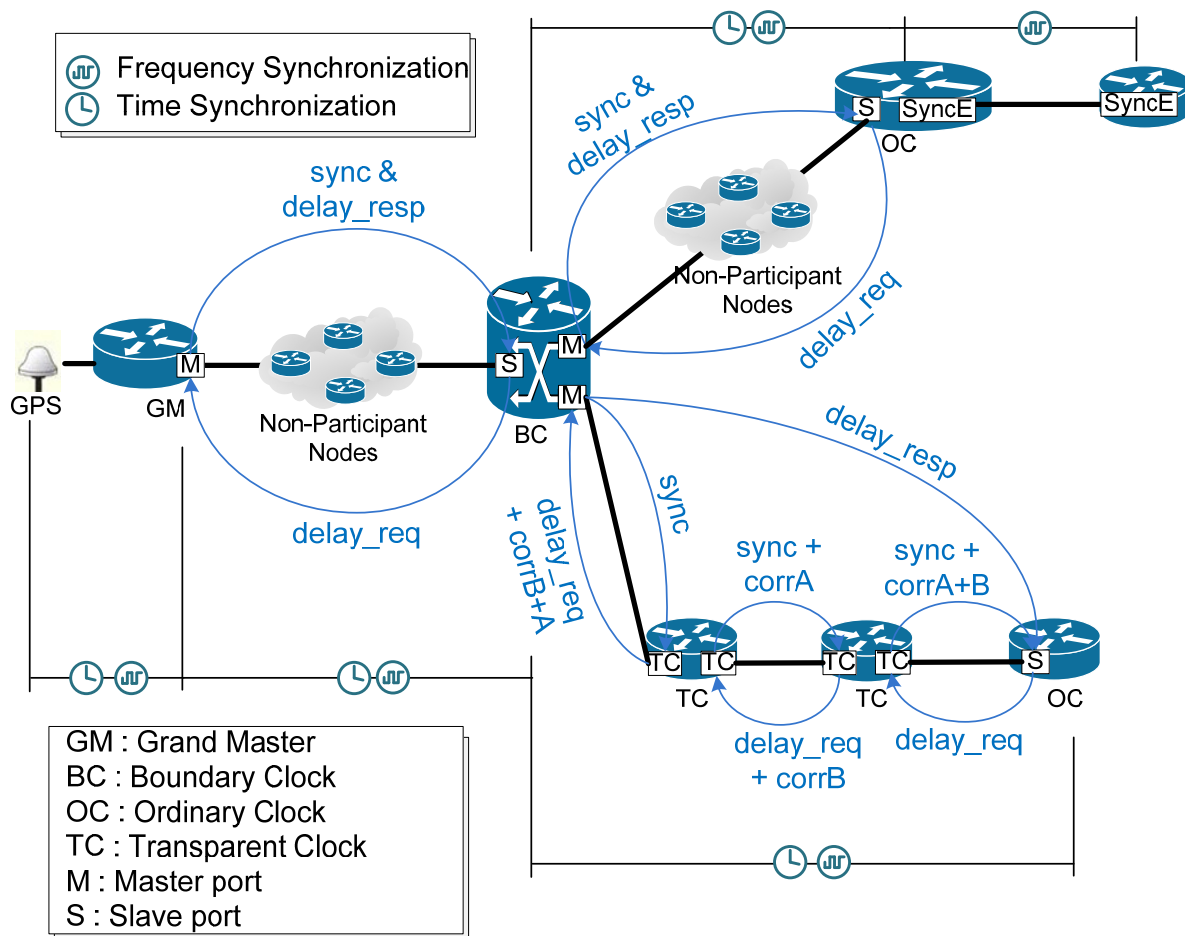 Frequency Synchronization
Time Synchronization
sync &
delay_resp
GPS
M
GM
Non-Participant
Nodes
delay_req
S
M
M
BC
sync &
delay_resp
Non-Participant
Nodes
delay_req
S
SyncE
OC
SyncE
delay_resp
sync
delay_req
+ corrB+A
sync +
corrA
sync +
corrA+B
TC
TC
TC
TC
TC
TC
S
OC
delay_req
+ corrB
delay_req
GM : Grand Master
BC : Boundary Clock
OC : Ordinary Clock
TC : Transparent Clock
M : Master port
S : Slave port